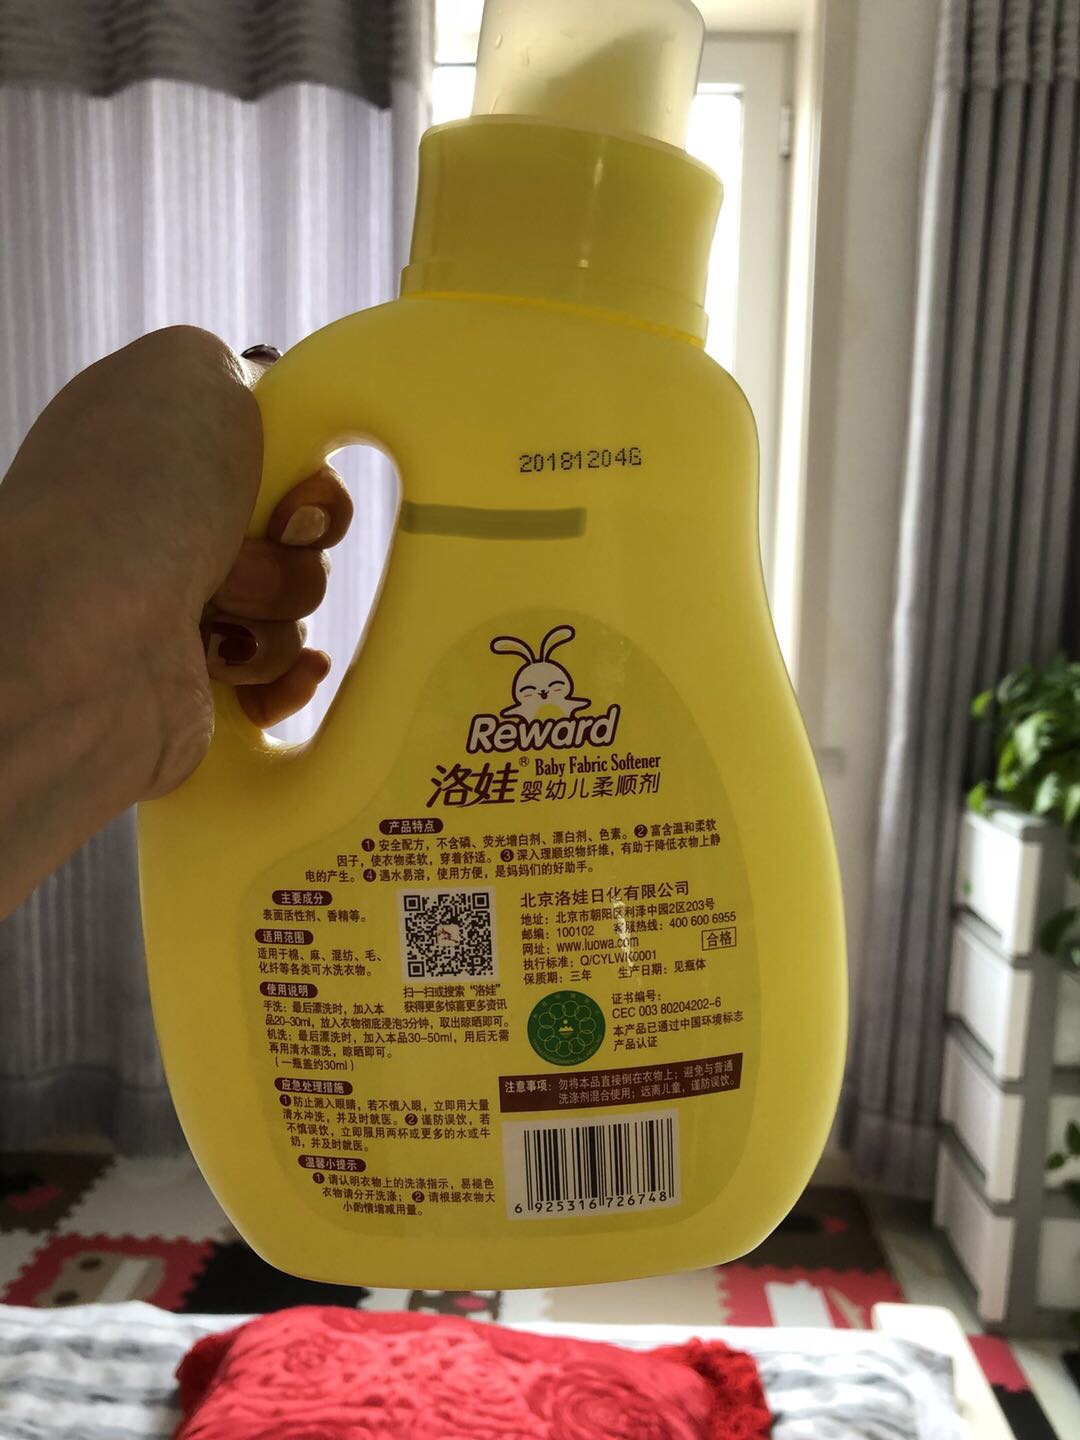 20181204G
Reward
洛娃® Baby Fabric Softener
婴幼儿柔顺剂
产品特点
❶ 安全配方，不含磷、荧光增白剂、漂白剂、色素。❷ 富含温和柔软
因子，使衣物柔软，穿着舒适。❸ 深入理顺织物纤维，有助于降低衣物上静
电的产生。❹ 遇水易溶，使用方便，是妈妈们的好助手。
主要成分
表面活性剂、香精等。
适用范围
适用于棉、麻、混纺、毛、
化纤等各类可水洗衣物。
扫一扫或搜索“洛娃”
获得更多惊喜更多资讯
使用说明
手洗：最后漂洗时，加入本
品20-30ml，放入衣物彻底浸泡3分钟，取出晾晒即可。
机洗：最后漂洗时，加入本品30-50ml，用后无需
再用清水漂洗，晾晒即可。
（一瓶盖约30ml）
应急处理措施
❶ 防止溅入眼睛，若不慎入眼，立即用大量
清水冲洗，并及时就医。❷ 谨防误饮，若
不慎误饮，立即服用两杯或更多的水或牛
奶，并及时就医。
温馨小提示
❶ 请认明衣物上的洗涤指示，易褪色
衣物请分开洗涤；❷ 请根据衣物大
小酌情增减用量。
北京洛娃日化有限公司
地址：北京市朝阳区利泽中园2区203号
邮编：100102 客服热线：400 600 6955
网址：www.luowa.com
执行标准：Q/CYLWK0001
合格
保质期：三年 生产日期：见瓶体
证书编号：
CEC 003 80204202-6
本产品已通过中国环境标志
产品认证
注意事项：勿将本品直接倒在衣物上；避免与普通
洗涤剂混合使用；远离儿童，谨防误饮。
6 925316 726748